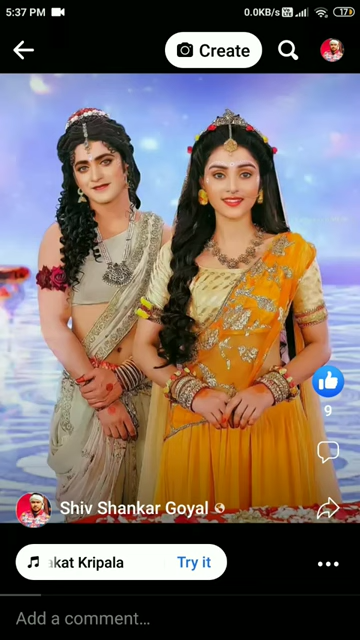 5:37 PM
0.0KB/s
17
Create
9
Shiv Shankar Goyal
akat Kripala
Try it
Add a comment...